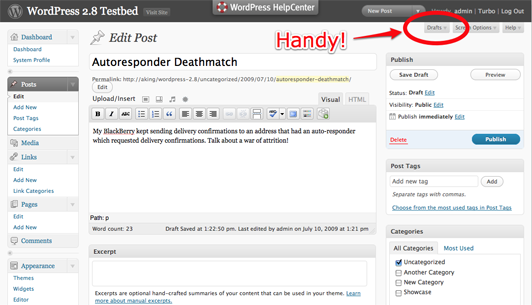 WordPress 2.8 Testbed
Visit Site
WordPress HelpCenter
New Post
Howdy, admin | Turbo | Log Out
Handy!
Drafts
Screen Options
Help
Dashboard
Dashboard
System Profile
Posts
Edit
Add New
Post Tags
Categories
Media
Links
Edit
Add New
Link Categories
Pages
Edit
Add New
Comments
Appearance
Themes
Widgets
Editor
Edit Post
Autoresponder Deathmatch
Permalink: http://aking/wordpress-2.8/uncategorized/2009/07/10/autoresponder-deathmatch/
Edit
Upload/Insert
Visual
HTML
B I ABC
My BlackBerry kept sending delivery confirmations to an address that had an auto-responder
which requested delivery confirmations. Talk about a war of attrition!
Path: p
Word count: 23
Draft Saved at 1:22:50 pm. Last edited by admin on July 10, 2009 at 1:21 pm
Excerpt
Excerpts are optional hand-crafted summaries of your content that can be used in your theme. Learn
more about manual excerpts.
Publish
Save Draft
Preview
Status: Draft Edit
Visibility: Public Edit
Publish immediately Edit
Delete
Publish
Post Tags
Add new tag
Add
Separate tags with commas.
Choose from the most used tags in Post Tags
Categories
All Categories
Most Used
Uncategorized
Another Category
New Category
Showcase